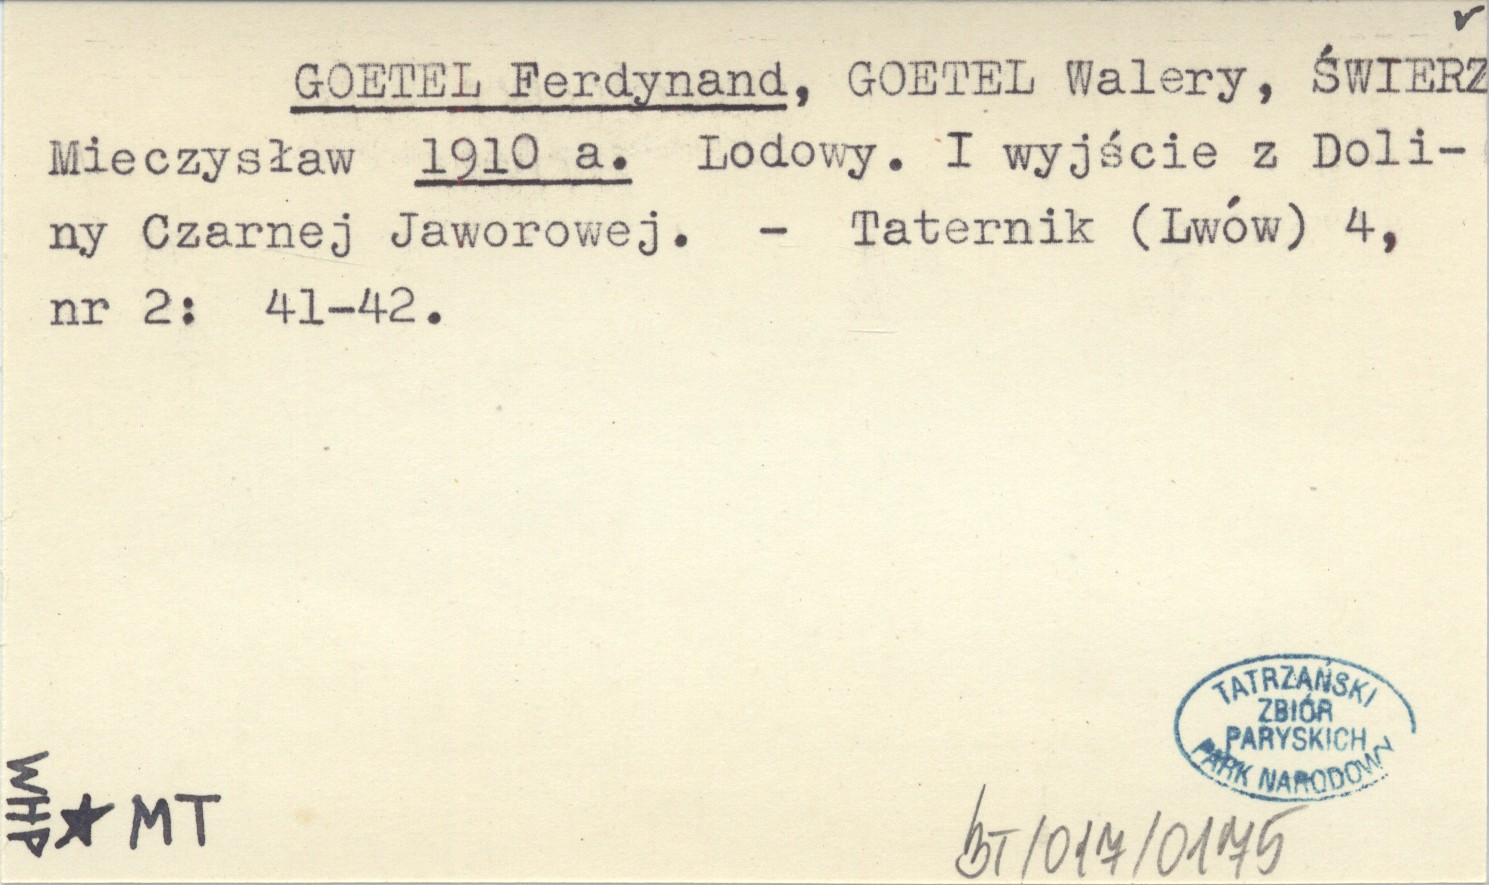 GOETEL Ferdynand, GOETEL Walery, ŚWIERZ
Mieczysław 1910 a. Lodowy. I wyjście z Doli-
ny Czarnej Jaworowej. - Taternik (Lwów) 4,
nr 2: 41-42.
TATRZAŃSKI
ZBIÓR
PARYSKICH
PARK NARODOWY
WHP
★ MT
BT/017/0175